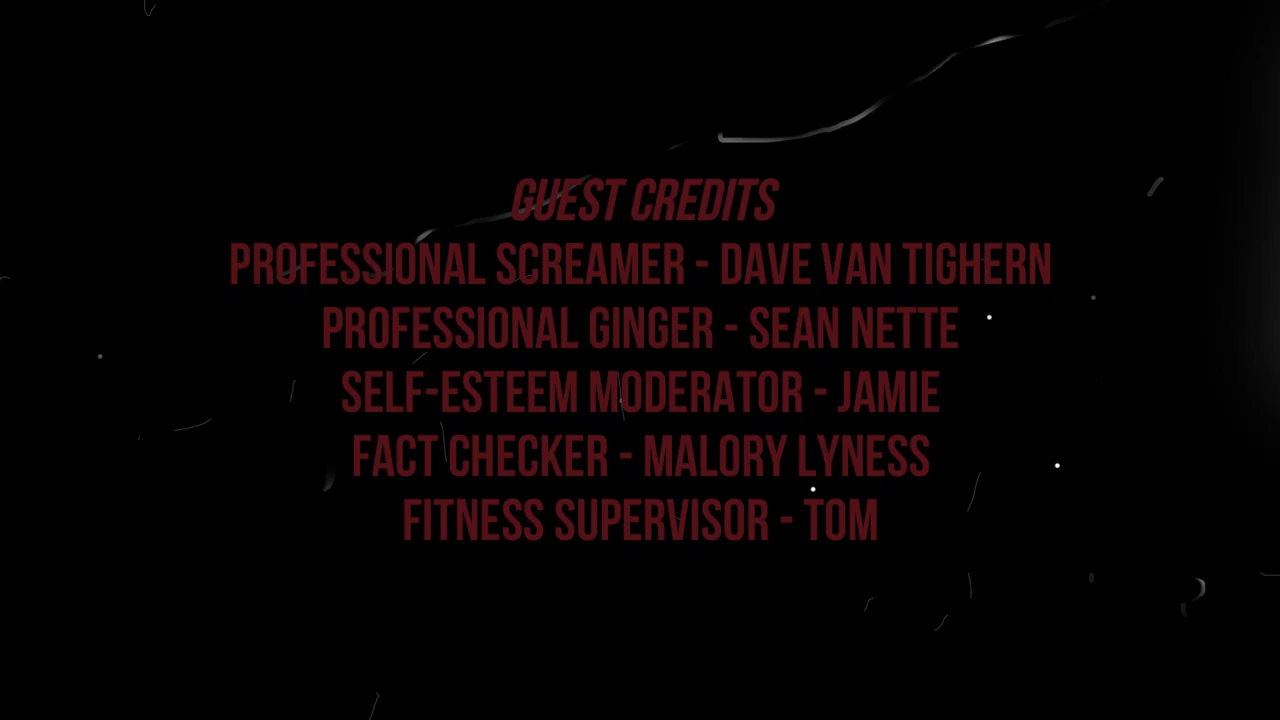 GUEST CREDITS
PROFESSIONAL SCREAMER - DAVE VAN TIGHERN
PROFESSIONAL GINGER - SEAN NETTE
SELF-ESTEEM MODERATOR - JAMIE
FACT CHECKER - MALORY LYNESS
FITNESS SUPERVISOR - TOM